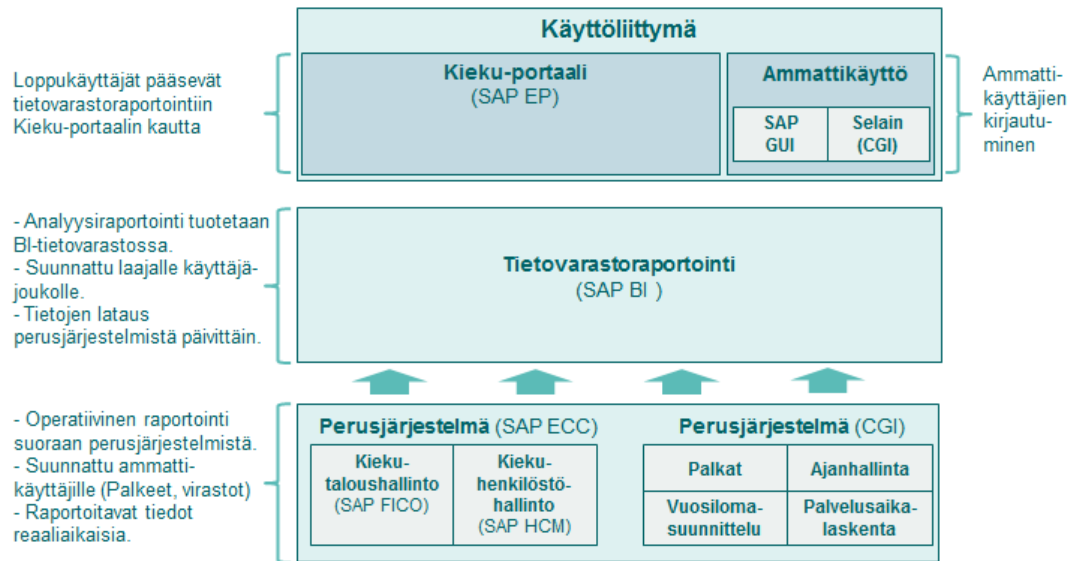 Käyttöliittymä
Loppukäyttäjät pääsevät
tietovarastoraportointiin
Kieku-portaalin kautta
Kieku-portaali
(SAP EP)
Ammattikäyttö
SAP
GUI
Selain
(CGI)
Ammatti-
käyttäjien
kirjautu-
minen
- Analyysiraportointi tuotetaan
BI-tietovarastossa.
- Suunnattu laajalle käyttäjä-
joukolle.
- Tietojen lataus
perusjärjestelmistä päivittäin.
Tietovarastoraportointi
(SAP BI )
- Operatiivinen raportointi
suoraan perusjärjestelmistä.
- Suunnattu ammatti-
käyttäjille (Palkeet, virastot)
- Raportoitavat tiedot
reaaliaikaisia.
Perusjärjestelmä (SAP ECC)
Kieku-
taloushallinto
(SAP FICO)
Kieku-
henkilöstö-
hallinto
(SAP HCM)
Perusjärjestelmä (CGI)
Palkat
Ajanhallinta
Vuosiloma-
suunnittelu
Palvelusaika-
laskenta